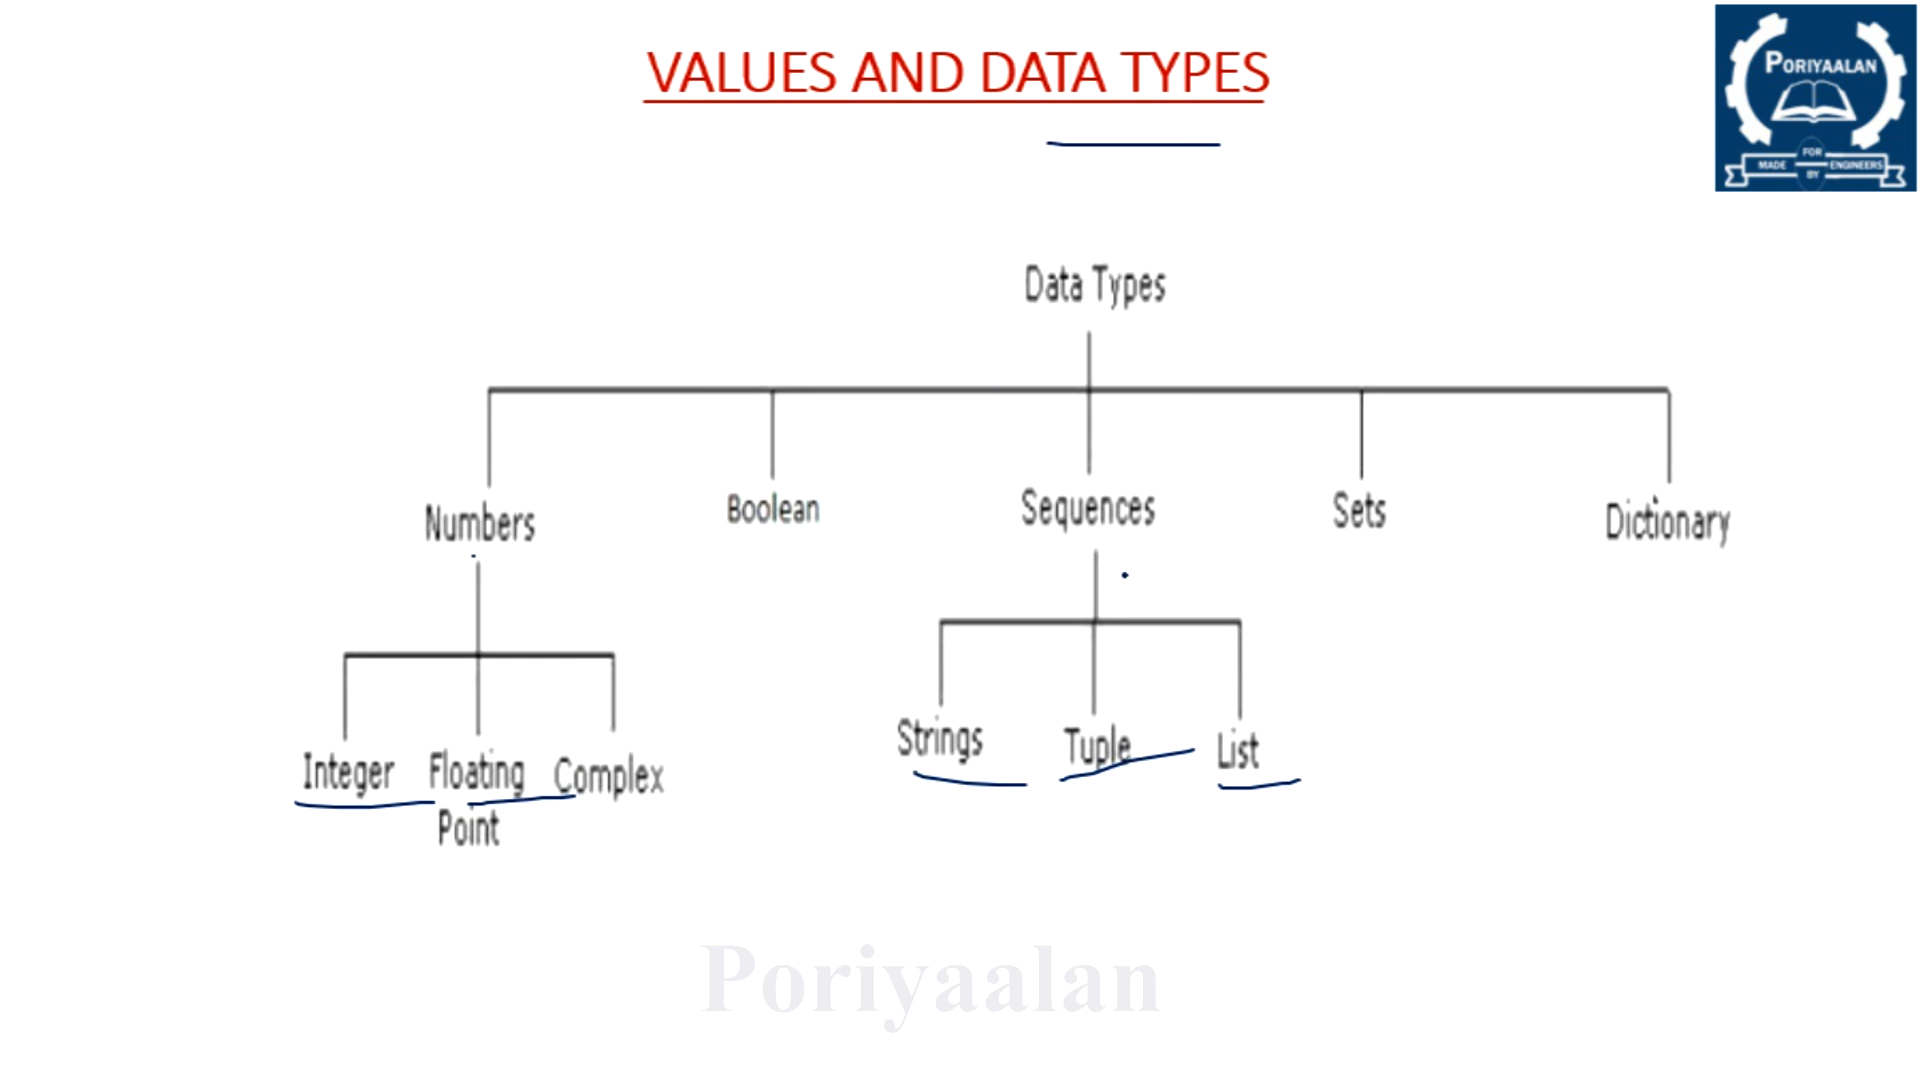 VALUES AND DATA TYPES
PORIYAALAN
MADE FOR ENGINEERS
BY
Data Types
Numbers Boolean Sequences Sets Dictionary
Integer Floating Point Complex
Strings Tuple List
Poriyaalan